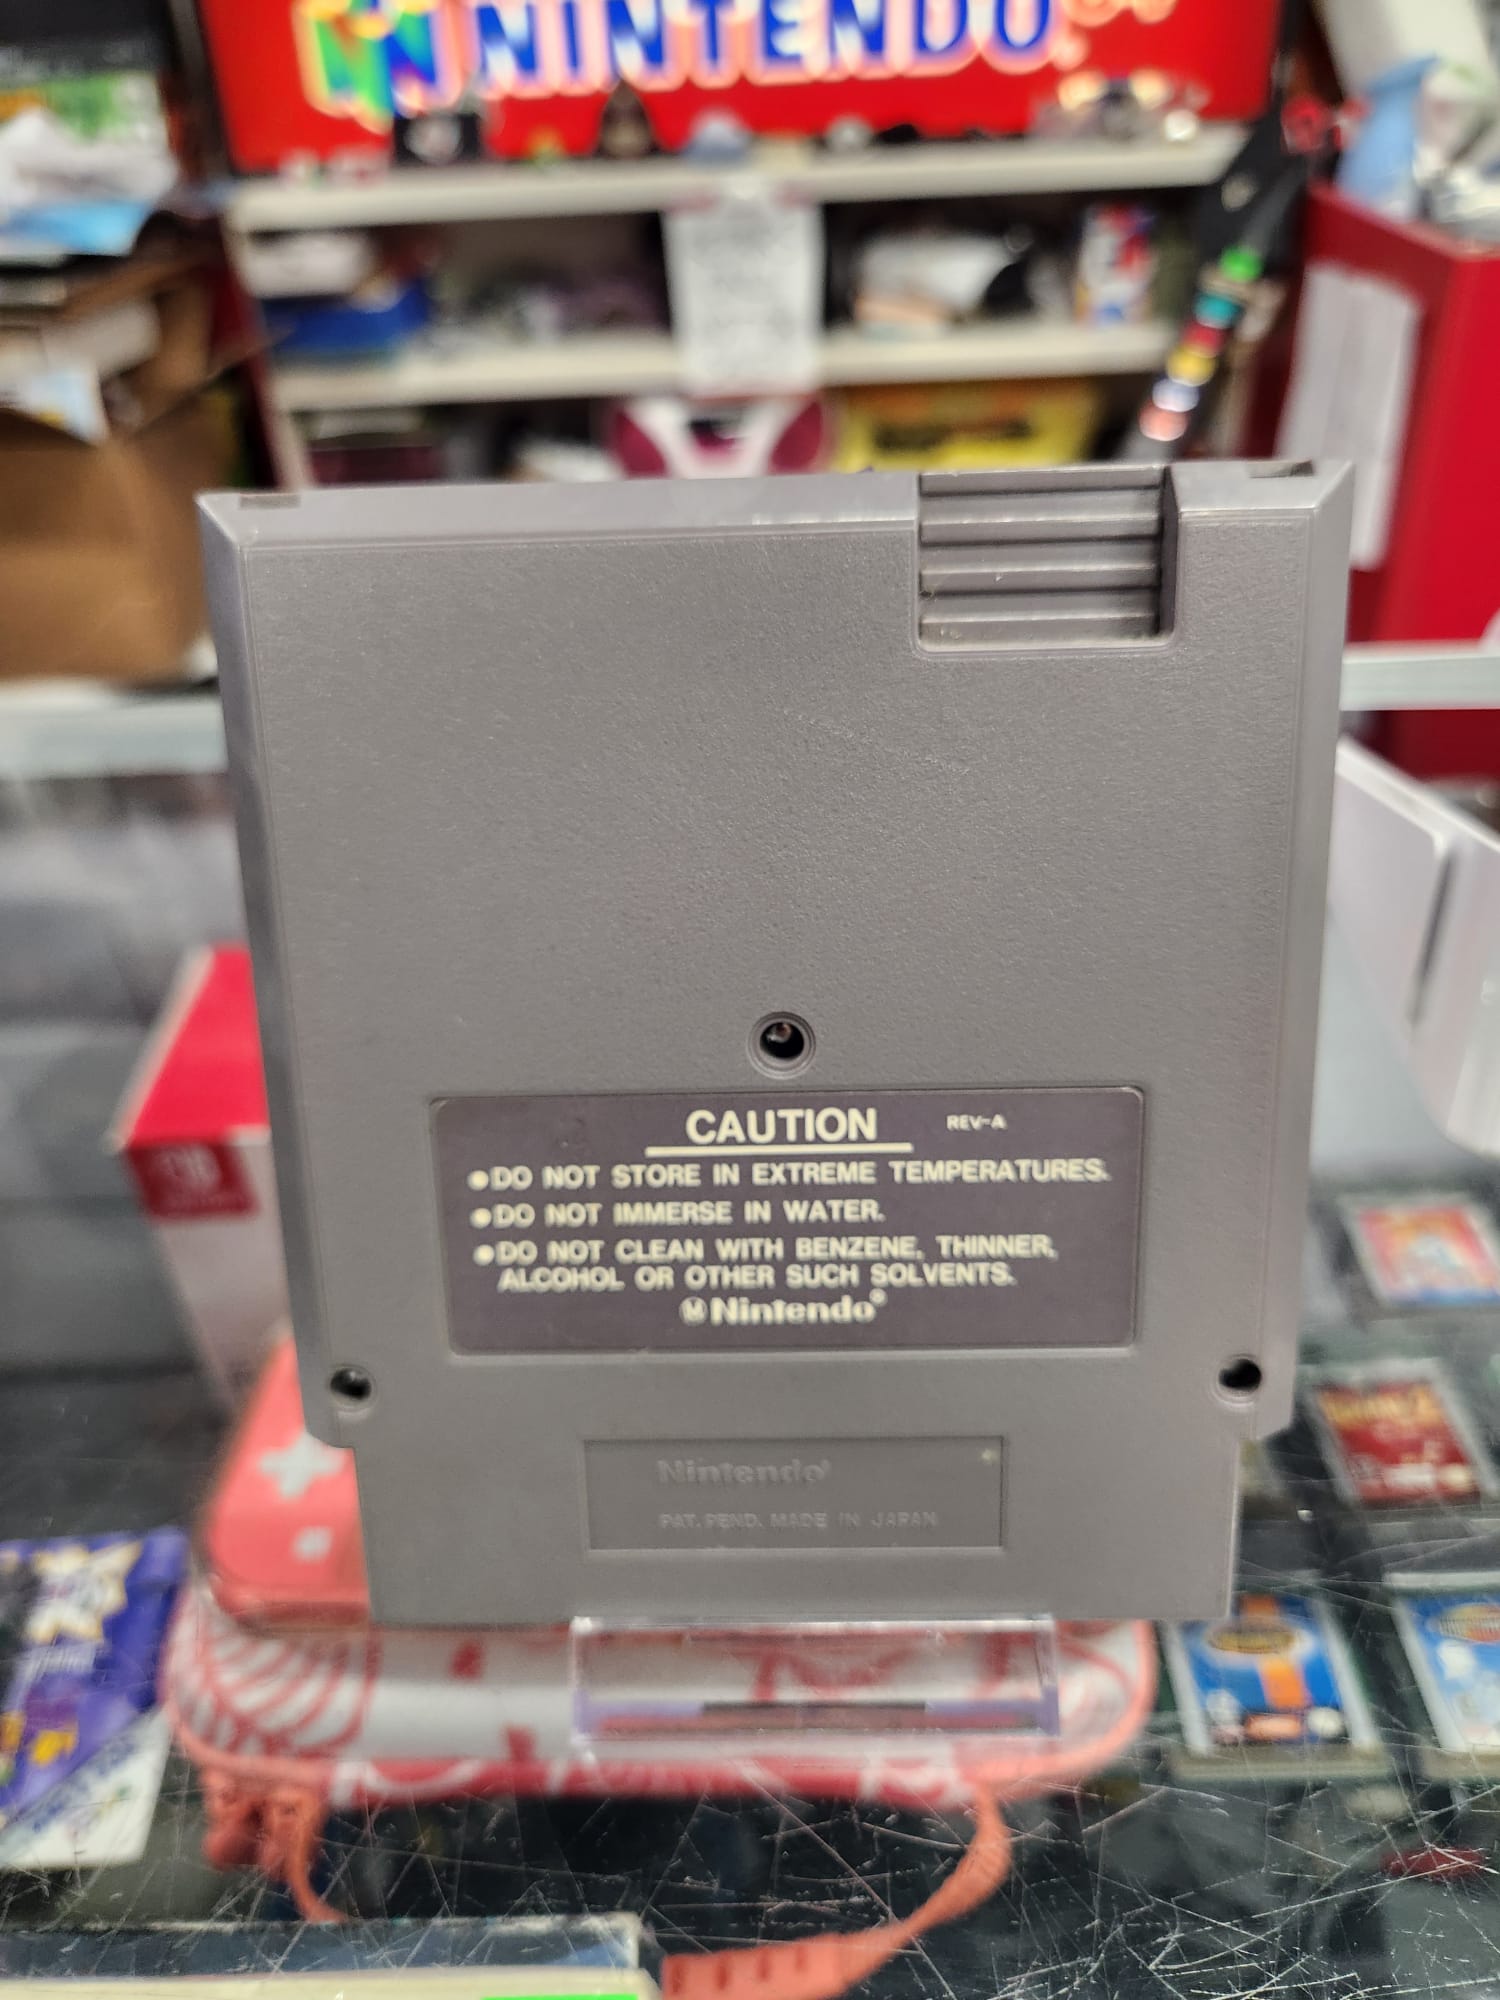 NINTENDO
CAUTION REV-A
●DO NOT STORE IN EXTREME TEMPERATURES.
●DO NOT IMMERSE IN WATER.
●DO NOT CLEAN WITH BENZENE, THINNER,
ALCOHOL OR OTHER SUCH SOLVENTS.
Ⓜ Nintendo®
Nintendo®
PAT. PEND. MADE IN JAPAN